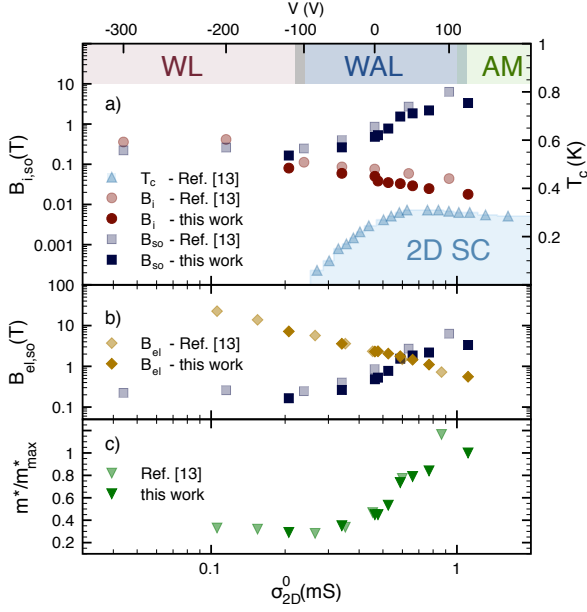 V (V)
-300 -200 -100 0 100
WL WAL AM
a)
B_i,so(T)
10
1
0.1
0.01
0.001
100
T_c (K)
1
0.8
0.6
0.4
0.2
T_c - Ref. [13]
B_i - Ref. [13]
B_i - this work
B_so - Ref. [13]
B_so - this work
2D SC
b)
B_el,so(T)
10
1
0.1
B_el - Ref. [13]
B_el - this work
c)
m*/m*_max
1
0.8
0.6
0.4
0.2
Ref. [13]
this work
0.1 1
σ⁰_2D(mS)